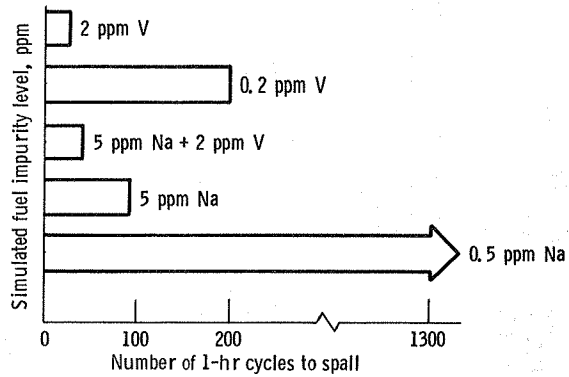 Simulated fuel impurity level, ppm
2 ppm V
0.2 ppm V
5 ppm Na + 2 ppm V
5 ppm Na
0.5 ppm Na
0 100 200 1300
Number of 1-hr cycles to spall